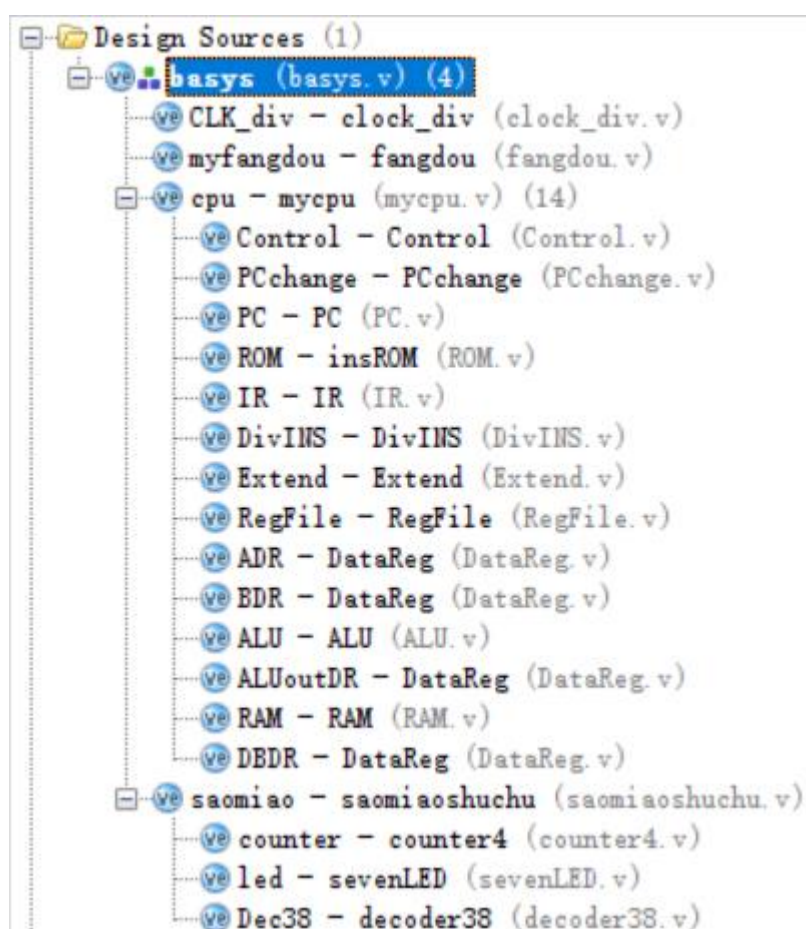 Design Sources (1)
basys (basys.v) (4)
CLK_div - clock_div (clock_div.v)
myfangdou - fangdou (fangdou.v)
cpu - mycpu (mycpu.v) (14)
Control - Control (Control.v)
PCchange - PCchange (PCchange.v)
PC - PC (PC.v)
ROM - insROM (ROM.v)
IR - IR (IR.v)
DivINS - DivINS (DivINS.v)
Extend - Extend (Extend.v)
RegFile - RegFile (RegFile.v)
ADR - DataReg (DataReg.v)
BDR - DataReg (DataReg.v)
ALU - ALU (ALU.v)
ALUoutDR - DataReg (DataReg.v)
RAM - RAM (RAM.v)
DBDR - DataReg (DataReg.v)
saomiao - saomiaoshuchu (saomiaoshuchu.v)
counter - counter4 (counter4.v)
led - sevenLED (sevenLED.v)
Dec38 - decoder38 (decoder38.v)